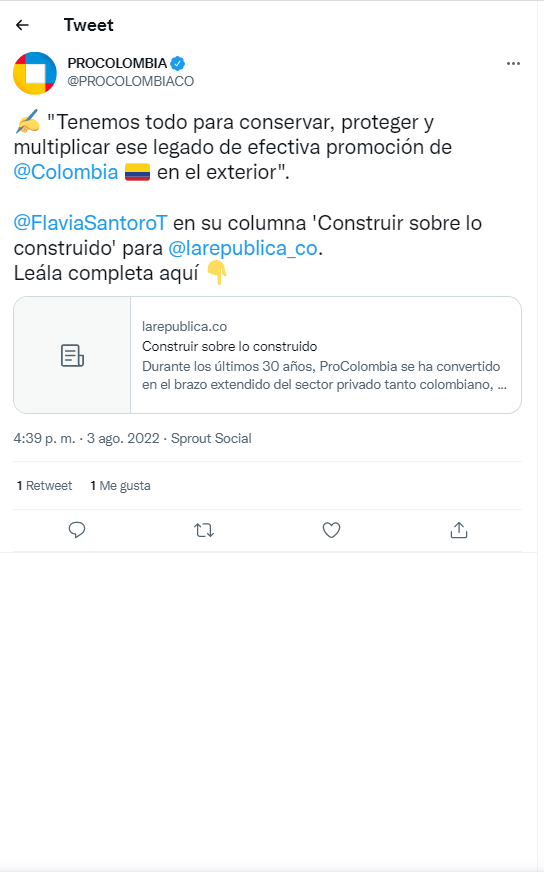 Tweet
PROCOLOMBIA
@PROCOLOMBIACO
✍️ "Tenemos todo para conservar, proteger y
multiplicar ese legado de efectiva promoción de
@Colombia 🇨🇴 en el exterior".
@FlaviaSantoroT en su columna 'Construir sobre lo
construido' para @larepublica_co.
Leála completa aquí 👇
larepublica.co
Construir sobre lo construido
Durante los últimos 30 años, ProColombia se ha convertido
en el brazo extendido del sector privado tanto colombiano, ...
4:39 p. m. · 3 ago. 2022 · Sprout Social
1 Retweet 1 Me gusta